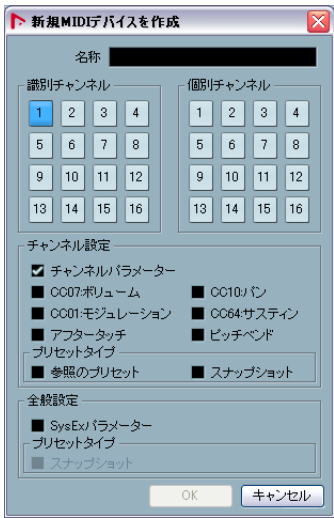 新規MIDIデバイスを作成
名称
識別チャンネル
個別チャンネル
1 2 3 4
1 2 3 4
5 6 7 8
5 6 7 8
9 10 11 12
9 10 11 12
13 14 15 16
13 14 15 16
チャンネル設定
チャンネルパラメーター
CC07:ボリューム
CC10:パン
CC01:モジュレーション
CC64:サスティン
アフタータッチ
ピッチベンド
プリセットタイプ
参照のプリセット
スナップショット
全般設定
SysExパラメーター
プリセットタイプ
スナップショット
OK
キャンセル